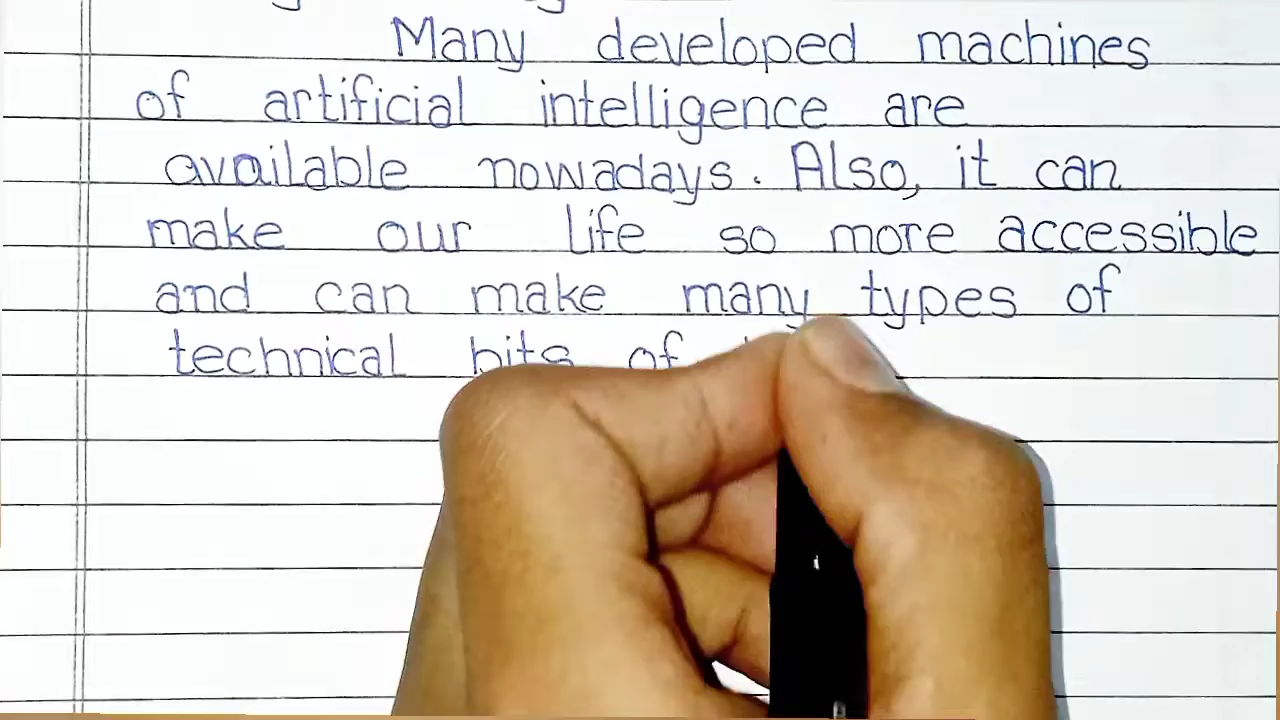 Many developed machines
of artificial intelligence are
available nowadays. Also, it can
make our life so more accessible
and can make many types of
technical bits of